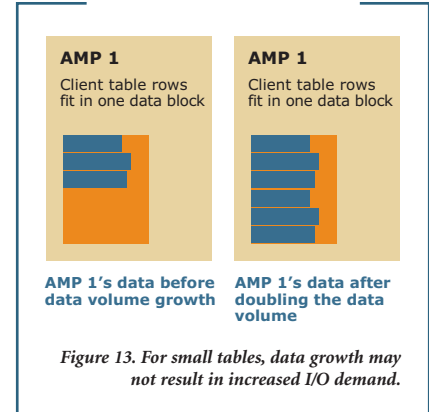 AMP 1
Client table rows
fit in one data block
AMP 1
Client table rows
fit in one data block
AMP 1's data before
data volume growth
AMP 1's data after
doubling the data
volume
Figure 13. For small tables, data growth may
not result in increased I/O demand.